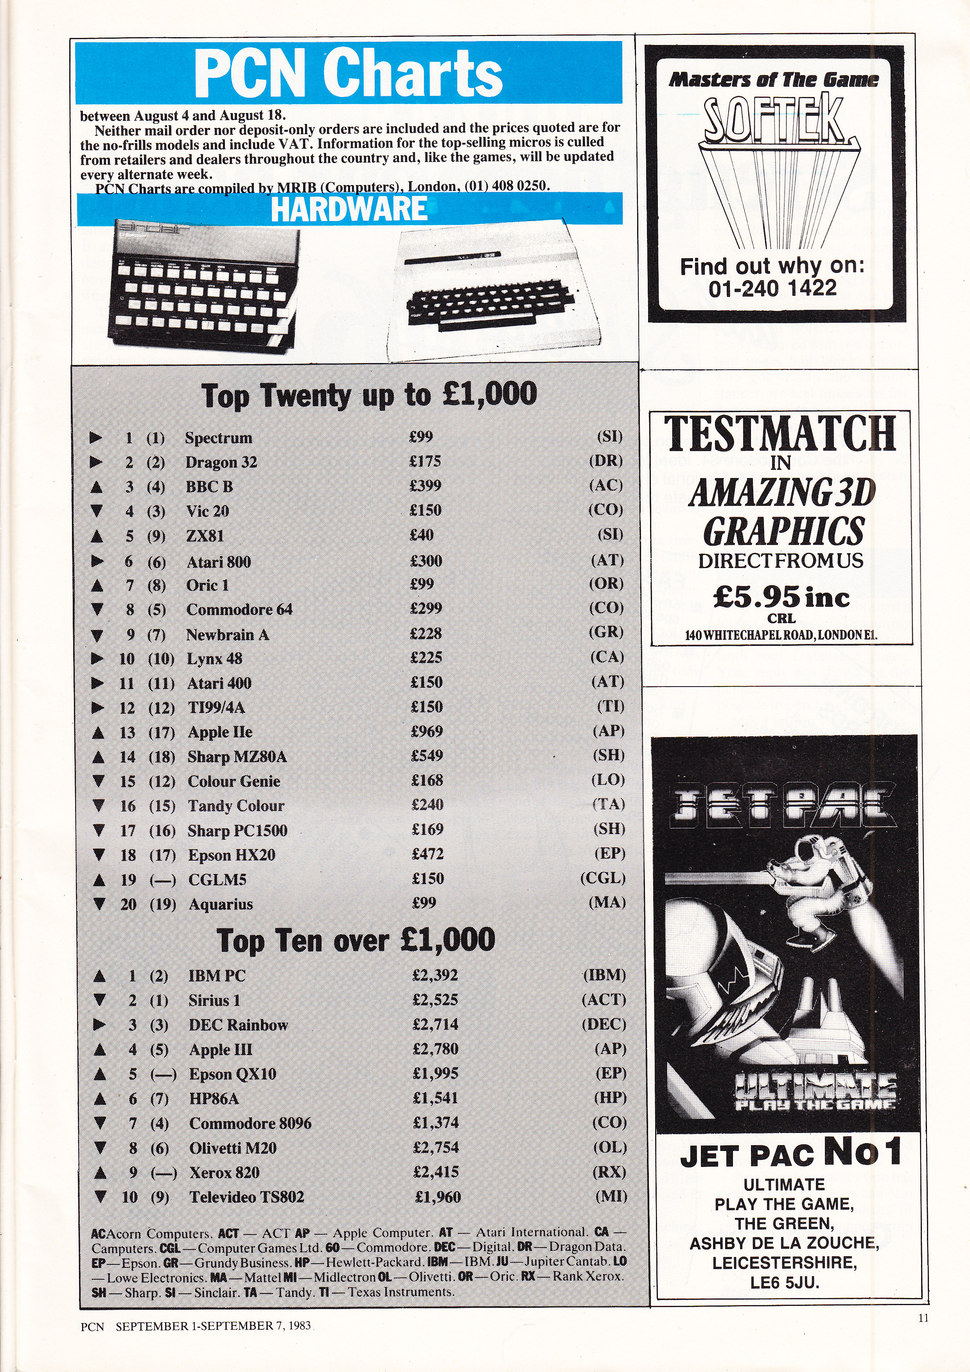 PCN Charts
between August 4 and August 18.
Neither mail order nor deposit-only orders are included and the prices quoted are for
the no-frills models and include VAT. Information for the top-selling micros is culled
from retailers and dealers throughout the country and, like the games, will be updated
every alternate week.
PCN Charts are compiled by MRIB (Computers), London, (01) 408 0250.
HARDWARE
Top Twenty up to £1,000
▶ 1 (1) Spectrum £99 (SI)
▶ 2 (2) Dragon 32 £175 (DR)
▲ 3 (4) BBC B £399 (AC)
▼ 4 (3) Vic 20 £150 (CO)
▲ 5 (9) ZX81 £40 (SI)
▶ 6 (6) Atari 800 £300 (AT)
▲ 7 (8) Oric 1 £99 (OR)
▼ 8 (5) Commodore 64 £299 (CO)
▼ 9 (7) Newbrain A £228 (GR)
▶ 10 (10) Lynx 48 £225 (CA)
▶ 11 (11) Atari 400 £150 (AT)
▶ 12 (12) TI99/4A £150 (TI)
▲ 13 (17) Apple IIe £969 (AP)
▲ 14 (18) Sharp MZ80A £549 (SH)
▼ 15 (12) Colour Genie £168 (LO)
▼ 16 (15) Tandy Colour £240 (TA)
▼ 17 (16) Sharp PC1500 £169 (SH)
▼ 18 (17) Epson HX20 £472 (EP)
▲ 19 (—) CGLM5 £150 (CGL)
▼ 20 (19) Aquarius £99 (MA)
Top Ten over £1,000
▲ 1 (2) IBM PC £2,392 (IBM)
▼ 2 (1) Sirius 1 £2,525 (ACT)
▶ 3 (3) DEC Rainbow £2,714 (DEC)
▲ 4 (5) Apple III £2,780 (AP)
▲ 5 (—) Epson QX10 £1,995 (EP)
▲ 6 (7) HP86A £1,541 (HP)
▼ 7 (4) Commodore 8096 £1,374 (CO)
▼ 8 (6) Olivetti M20 £2,754 (OL)
▲ 9 (—) Xerox 820 £2,415 (RX)
▼ 10 (9) Televideo TS802 £1,960 (MI)
ACAcorn Computers. ACT — ACT AP — Apple Computer. AT — Atari International. CA —
Camputers. CGL — Computer Games Ltd. 60 — Commodore. DEC — Digital. DR — Dragon Data.
EP — Epson. GR — Grundy Business. HP — Hewlett-Packard. IBM — IBM. JU — Jupiter Cantab. LO
— Lowe Electronics. MA — Mattel MI — Midlectron OL — Olivetti. OR — Oric. RX — Rank Xerox.
SH — Sharp. SI — Sinclair. TA — Tandy. TI — Texas Instruments.
Masters of The Game
SOFTEK
Find out why on:
01-240 1422
TESTMATCH
IN
AMAZING 3D
GRAPHICS
DIRECT FROM US
£5.95 inc
CRL
140 WHITECHAPEL ROAD, LONDON E1.
JETPAC
ULTIMATE
PLAY THE GAME
JET PAC No 1
ULTIMATE
PLAY THE GAME,
THE GREEN,
ASHBY DE LA ZOUCHE,
LEICESTERSHIRE,
LE6 5JU.
PCN SEPTEMBER 1-SEPTEMBER 7, 1983
11